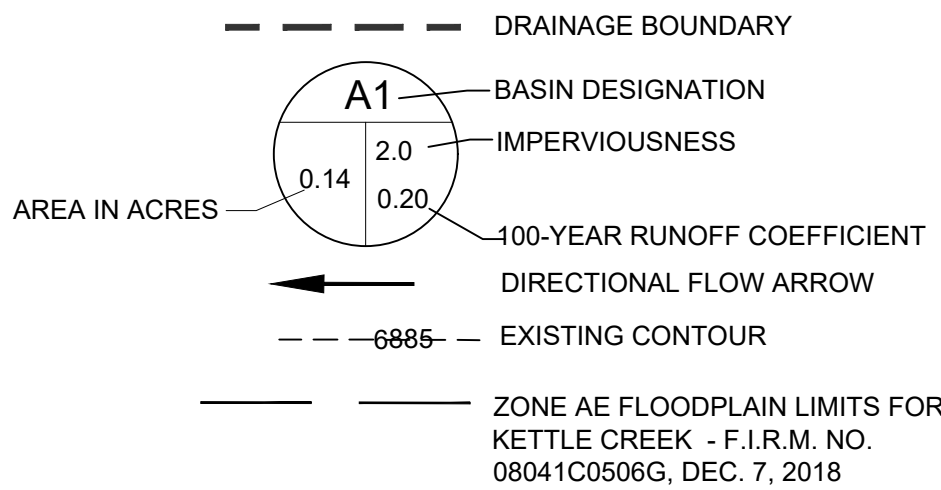 DRAINAGE BOUNDARY
A1
BASIN DESIGNATION
2.0
IMPERVIOUSNESS
0.14
0.20
AREA IN ACRES
100-YEAR RUNOFF COEFFICIENT
DIRECTIONAL FLOW ARROW
6885
EXISTING CONTOUR
ZONE AE FLOODPLAIN LIMITS FOR
KETTLE CREEK - F.I.R.M. NO.
08041C0506G, DEC. 7, 2018